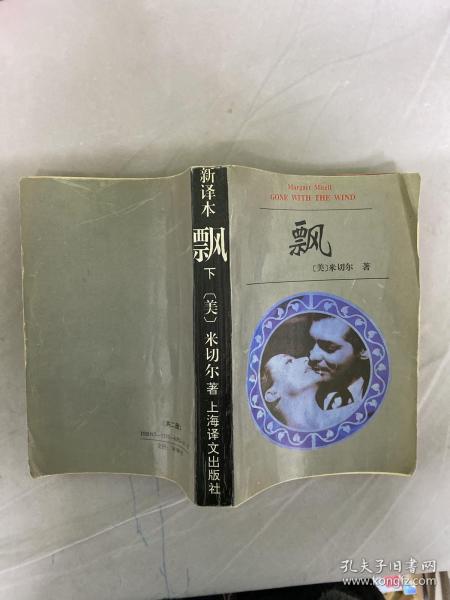 Margaret Mitell
GONE WITH THE WIND
飘
〔美〕米切尔 著
新译本
飘
下
〔美〕
米切尔 著
上海译文出版社
孔夫子旧书网
www.kongfz.com